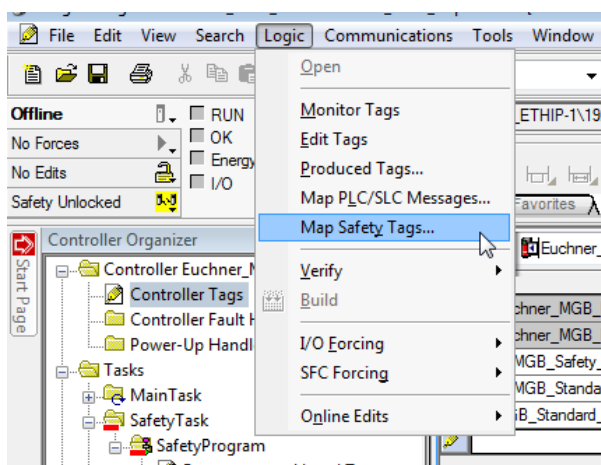 File Edit View Search Logic Communications Tools Window
Open
Monitor Tags
Edit Tags
Produced Tags...
Map PLC/SLC Messages...
Map Safety Tags...
Verify
Build
I/O Forcing
SFC Forcing
Online Edits
Offline
RUN
No Forces
OK
No Edits
Energy
I/O
Safety Unlocked
_ETHIP-1\19
Favorites
Start Page
Controller Organizer
Controller Euchner_
Controller Tags
Controller Fault
Power-Up Handl
Tasks
MainTask
SafetyTask
SafetyProgram
Euchner_
chner_MGB_
chner_MGB_
MGB_Safety_
MGB_Standa
B_Standard_